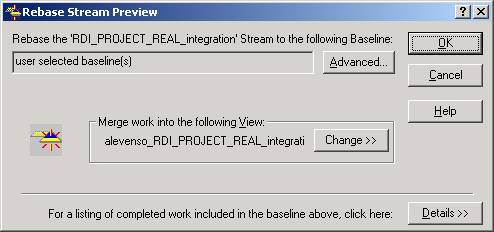 Rebase Stream Preview
Rebase the 'RDI_PROJECT_REAL_integration' Stream to the following Baseline:
OK
user selected baseline(s)
Advanced...
Cancel
Help
Merge work into the following View:
alevenso_RDI_PROJECT_REAL_integrati
Change >>
For a listing of completed work included in the baseline above, click here:
Details >>